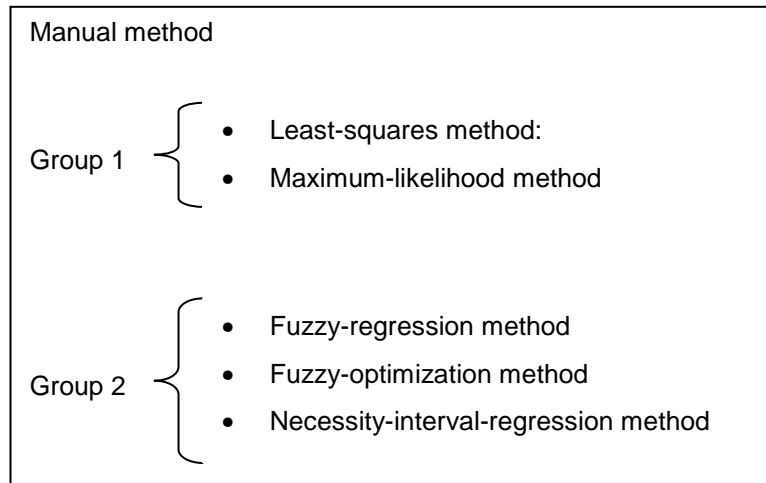 Manual method
Group 1
• Least-squares method:
• Maximum-likelihood method
Group 2
• Fuzzy-regression method
• Fuzzy-optimization method
• Necessity-interval-regression method